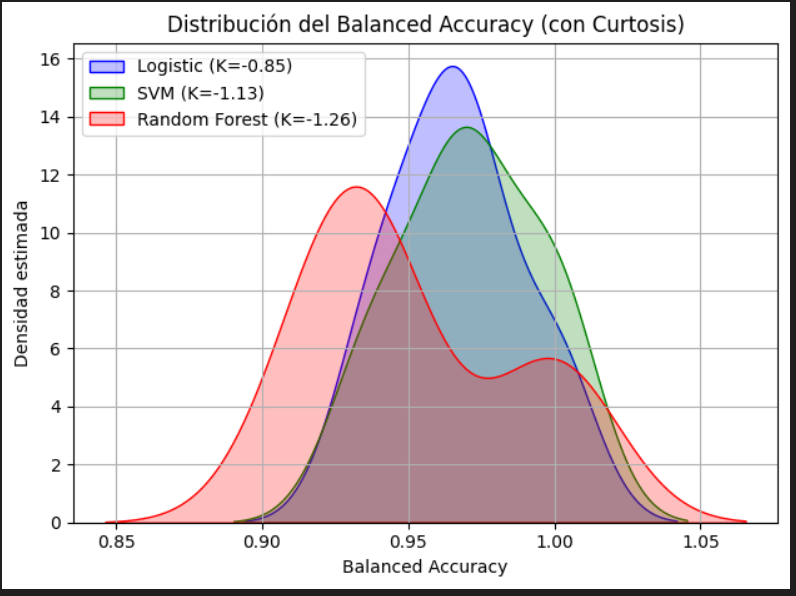 Distribución del Balanced Accuracy (con Curtosis)
Logistic (K=-0.85)
SVM (K=-1.13)
Random Forest (K=-1.26)
Densidad estimada
16
14
12
10
8
6
4
2
0
0.85 0.90 0.95 1.00 1.05
Balanced Accuracy